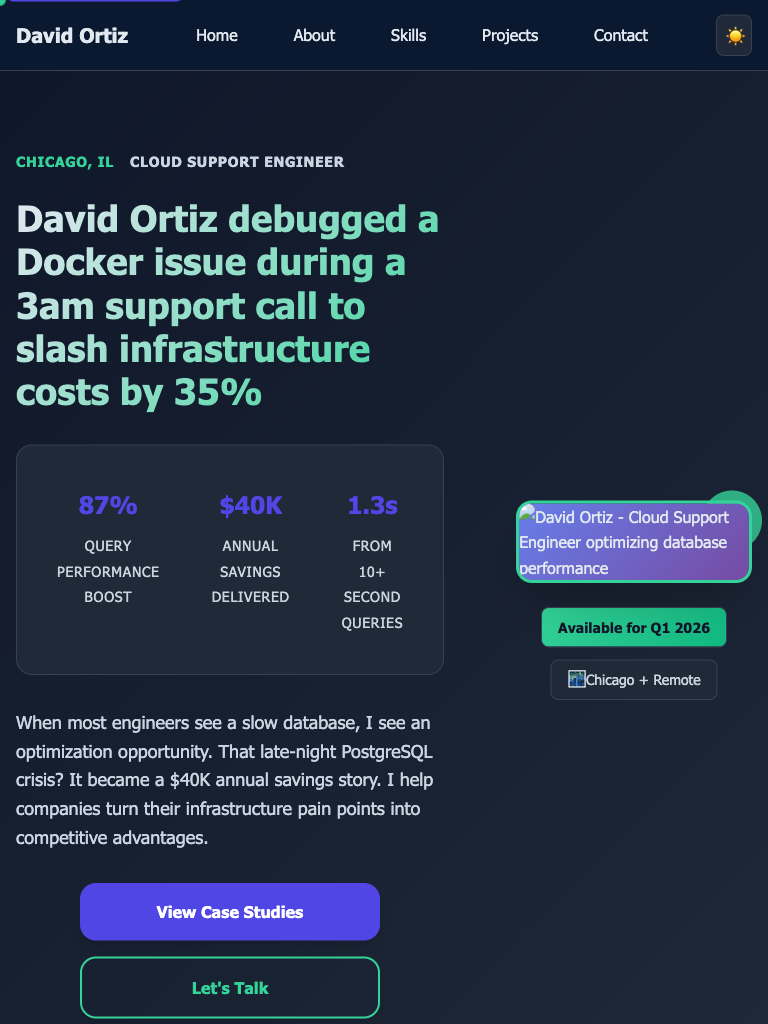 David Ortiz
Home
About
Skills
Projects
Contact
CHICAGO, IL
CLOUD SUPPORT ENGINEER
David Ortiz debugged a
Docker issue during a
3am support call to
slash infrastructure
costs by 35%
87%
QUERY
PERFORMANCE
BOOST
$40K
ANNUAL
SAVINGS
DELIVERED
1.3s
FROM
10+
SECOND
QUERIES
When most engineers see a slow database, I see an
optimization opportunity. That late-night PostgreSQL
crisis? It became a $40K annual savings story. I help
companies turn their infrastructure pain points into
competitive advantages.
View Case Studies
Let's Talk
David Ortiz - Cloud Support
Engineer optimizing database
performance
Available for Q1 2026
Chicago + Remote